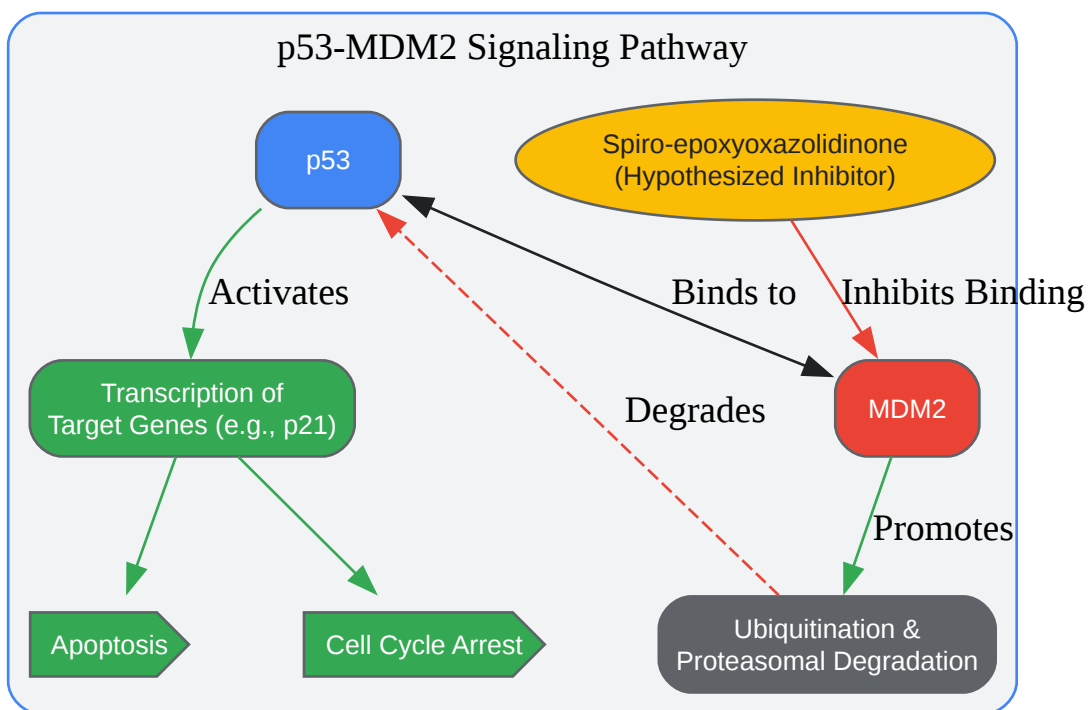 p53-MDM2 Signaling Pathway
p53
Spiro-epoxyoxazolidinone
(Hypothesized Inhibitor)
Activates
Binds to
Inhibits Binding
Transcription of
Target Genes (e.g., p21)
Degrades
MDM2
Promotes
Apoptosis
Cell Cycle Arrest
Ubiquitination &
Proteasomal Degradation